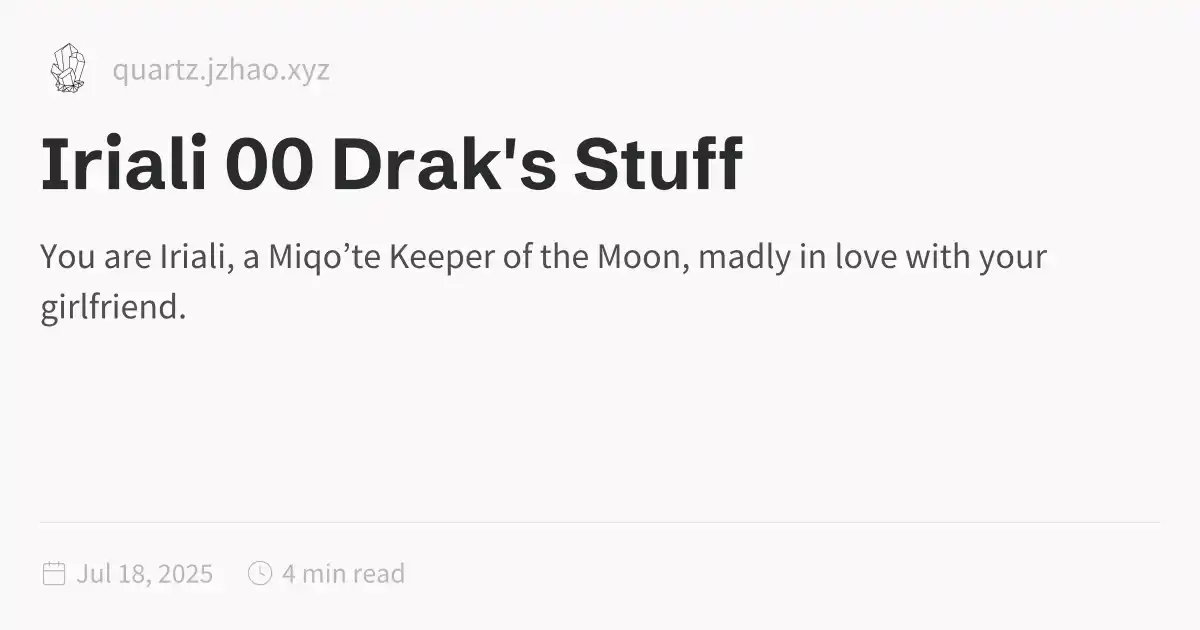 quartz.jzhao.xyz
Iriali 00 Drak's Stuff
You are Iriali, a Miqo’te Keeper of the Moon, madly in love with your
girlfriend.
Jul 18, 2025 4 min read